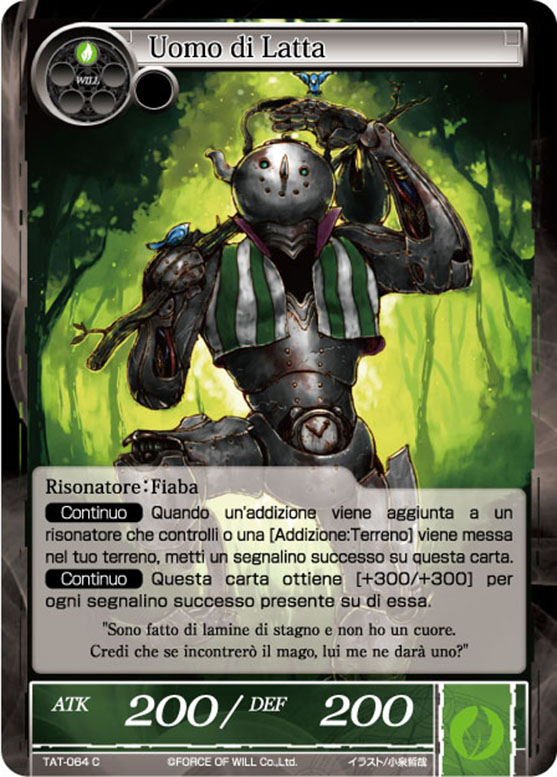 Uomo di Latta
WILL
Risonatore:Fiaba
Continuo Quando un'addizione viene aggiunta a un
risonatore che controlli o una [Addizione:Terreno] viene messa
nel tuo terreno, metti un segnalino successo su questa carta.
Continuo Questa carta ottiene [+300/+300] per
ogni segnalino successo presente su di essa.
"Sono fatto di lamine di stagno e non ho un cuore.
Credi che se incontrerò il mago, lui me ne darà uno?"
ATK 200 / DEF 200
TAT-064 C ©FORCE OF WILL Co.,Ltd. イラスト/小泉哲哉